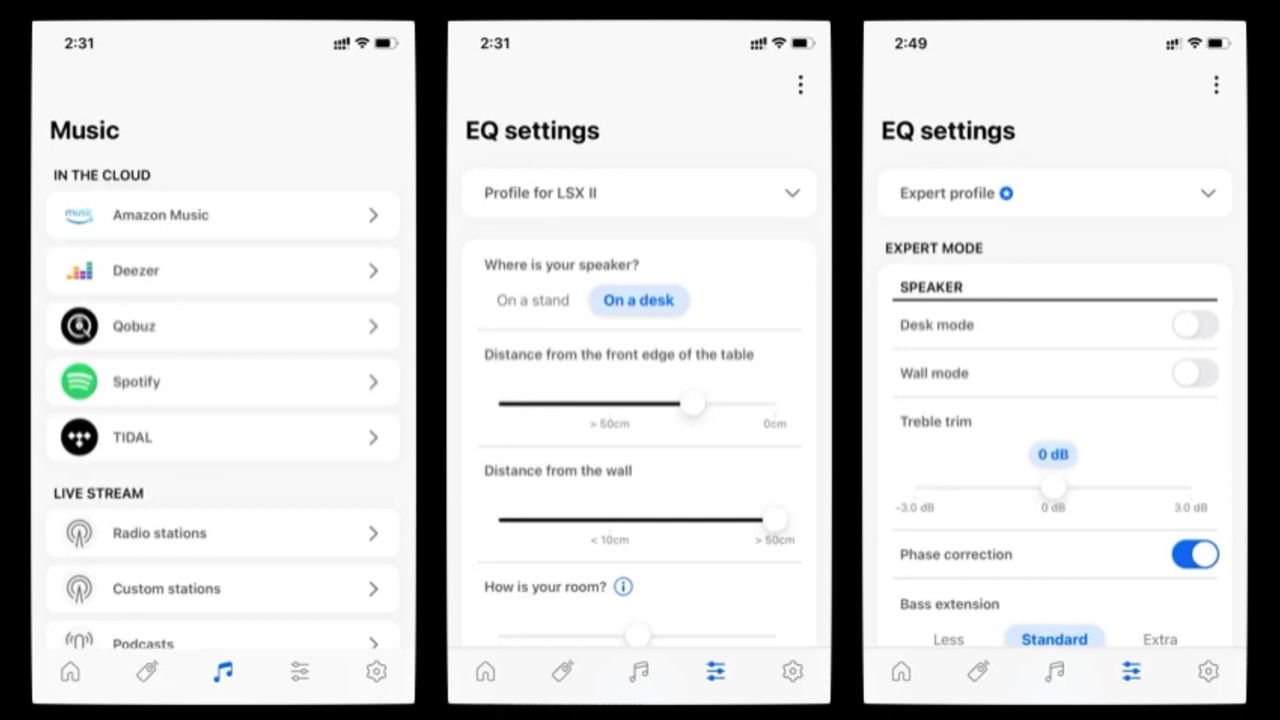 2:31
Music
IN THE CLOUD
music
Amazon Music
Deezer
Qobuz
Spotify
TIDAL
LIVE STREAM
Radio stations
Custom stations
Podcasts
2:31
EQ settings
Profile for LSX II
Where is your speaker?
On a stand On a desk
Distance from the front edge of the table
> 50cm 0cm
Distance from the wall
< 10cm > 50cm
How is your room?
2:49
EQ settings
Expert profile
EXPERT MODE
SPEAKER
Desk mode
Wall mode
Treble trim
0 dB
-3.0 dB 0 dB 3.0 dB
Phase correction
Bass extension
Less Standard Extra